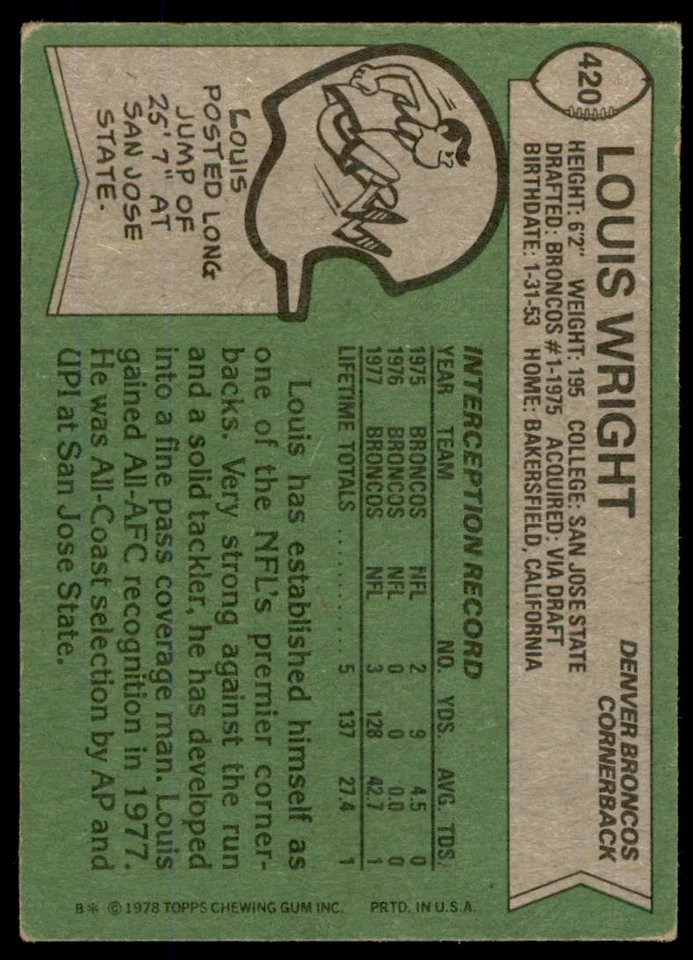 420
LOUIS WRIGHT
DENVER BRONCOS
CORNERBACK
HEIGHT: 6'2" WEIGHT: 195 COLLEGE: SAN JOSE STATE
DRAFTED: BRONCOS #1-1975 ACQUIRED: VIA DRAFT
BIRTHDATE: 1-31-53 HOME: BAKERSFIELD, CALIFORNIA
LOUIS
POSTED LONG
JUMP OF
25' 7" AT
SAN JOSE
STATE.
INTERCEPTION RECORD
YEAR TEAM NO. YDS. AVG. TDS.
1975 BRONCOS NFL 2 9 4.5 0
1976 BRONCOS NFL 0 0 0.0 0
1977 BRONCOS NFL 3 128 42.7 1
LIFETIME TOTALS .......... 5 137 27.4 1
Louis has established himself as
one of the NFL's premier corner-
backs. Very strong against the run
and a solid tackler, he has developed
into a fine pass coverage man. Louis
gained All-AFC recognition in 1977.
He was All-Coast selection by AP and
UPI at San Jose State.
B* © 1978 TOPPS CHEWING GUM INC. PRTD. IN U.S.A.